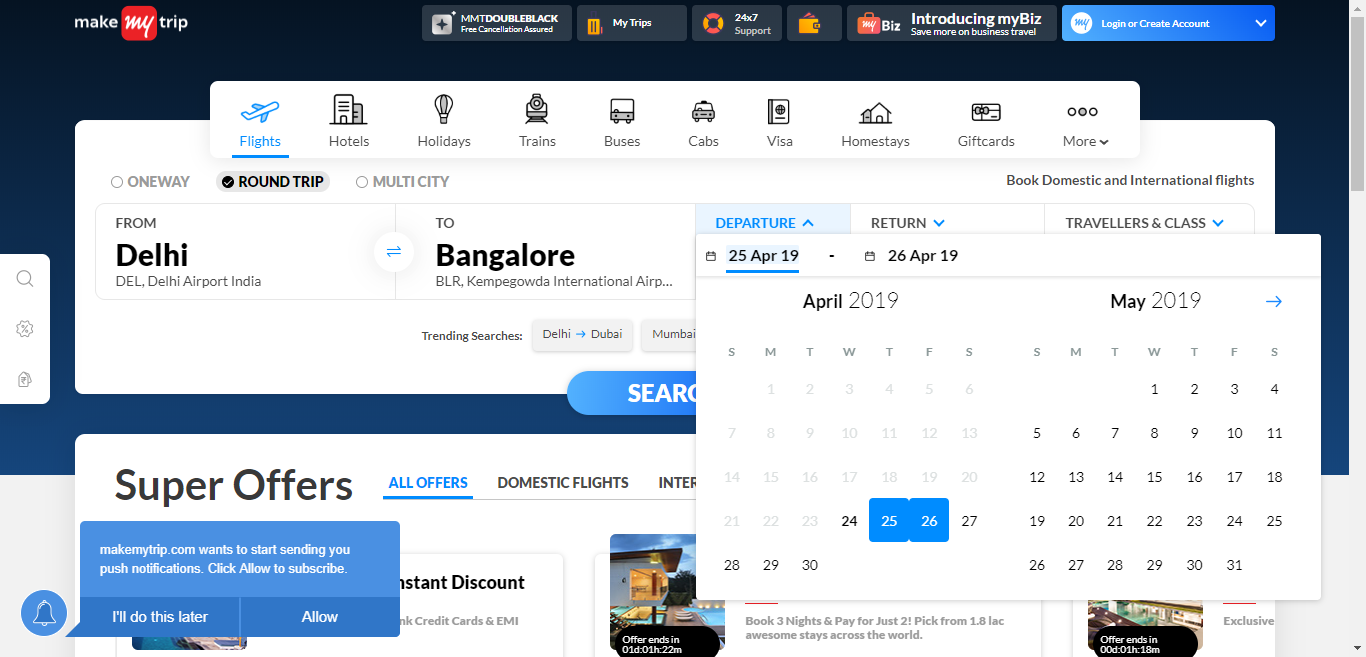 make my trip
MMTDOUBLEBLACK
Free Cancellation Assured
My Trips
24x7
Support
my Biz
Introducing myBiz
Save more on business travel
my
Login or Create Account
Flights
Hotels
Holidays
Trains
Buses
Cabs
Visa
Homestays
Giftcards
More
ONEWAY
ROUND TRIP
MULTI CITY
Book Domestic and International flights
FROM
Delhi
DEL, Delhi Airport India
TO
Bangalore
BLR, Kempegowda International Airp...
DEPARTURE
RETURN
TRAVELLERS & CLASS
25 Apr 19 - 26 Apr 19
April 2019
S M T W T F S
1 2 3 4 5 6
7 8 9 10 11 12 13
14 15 16 17 18 19 20
21 22 23 24 25 26 27
28 29 30
May 2019
S M T W T F S
1 2 3 4
5 6 7 8 9 10 11
12 13 14 15 16 17 18
19 20 21 22 23 24 25
26 27 28 29 30 31
Trending Searches:
Delhi → Dubai
Mumbai
SEARC
Super Offers
ALL OFFERS
DOMESTIC FLIGHTS
INTER
makemytrip.com wants to start sending you
push notifications. Click Allow to subscribe.
I'll do this later
Allow
nstant Discount
nk Credit Cards & EMI
Offer ends in
01d:01h:22m
Book 3 Nights & Pay for Just 2! Pick from 1.8 lac
awesome stays across the world.
Offer ends in
00d:01h:18m
Exclusive